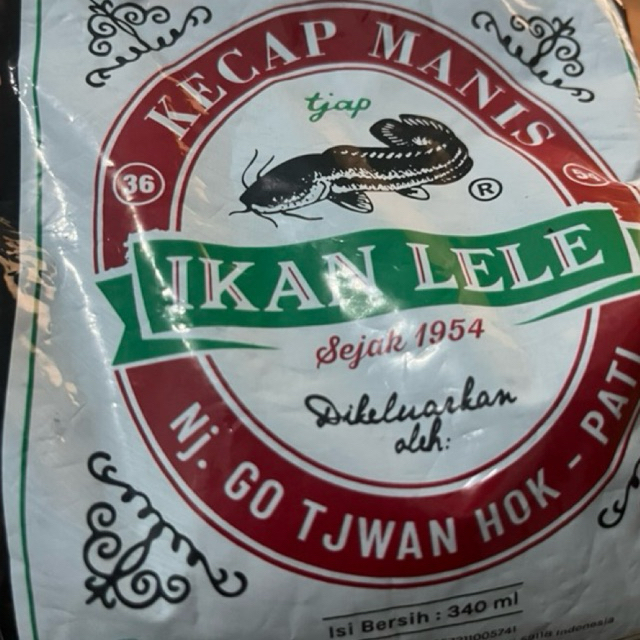 KECAP MANIS
tjap
36
®
IKAN LELE
Sejak 1954
Dikeluarkan
oleh:
Nj. GO TJWAN HOK - PATI
Isi Bersih : 340 ml